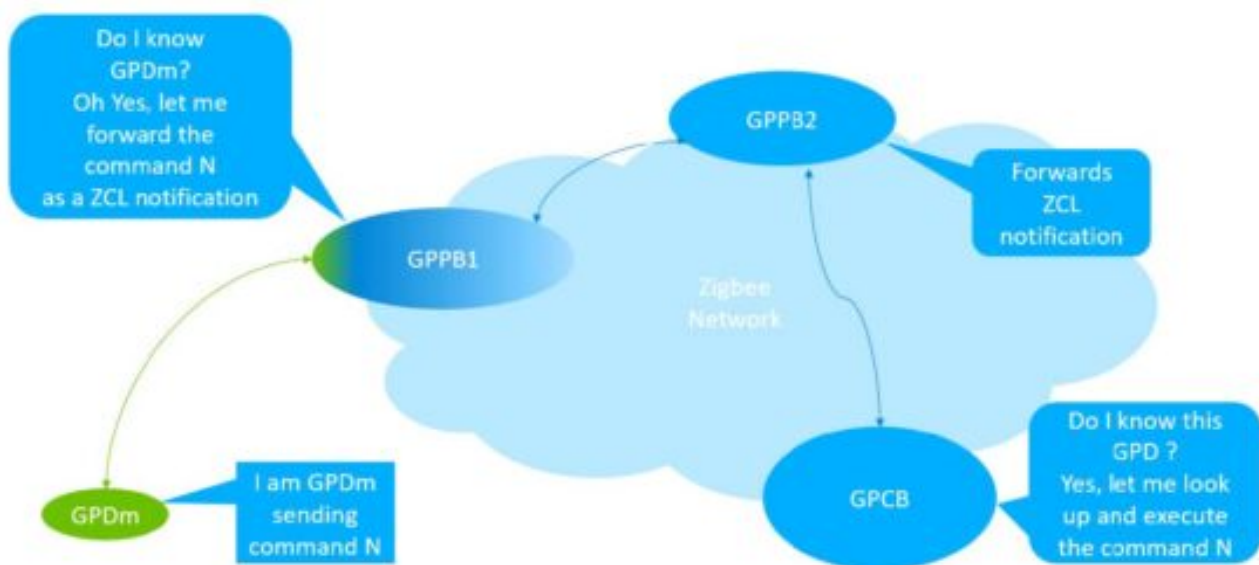 Do I know
GPDm?
Oh Yes, let me
forward the
command N
as a ZCL notification
GPPB2
Forwards
ZCL
notification
GPPB1
Zigbee
Network
GPDm
I am GPDm
sending
command N
GPCB
Do I know this
GPD ?
Yes, let me look
up and execute
the command N